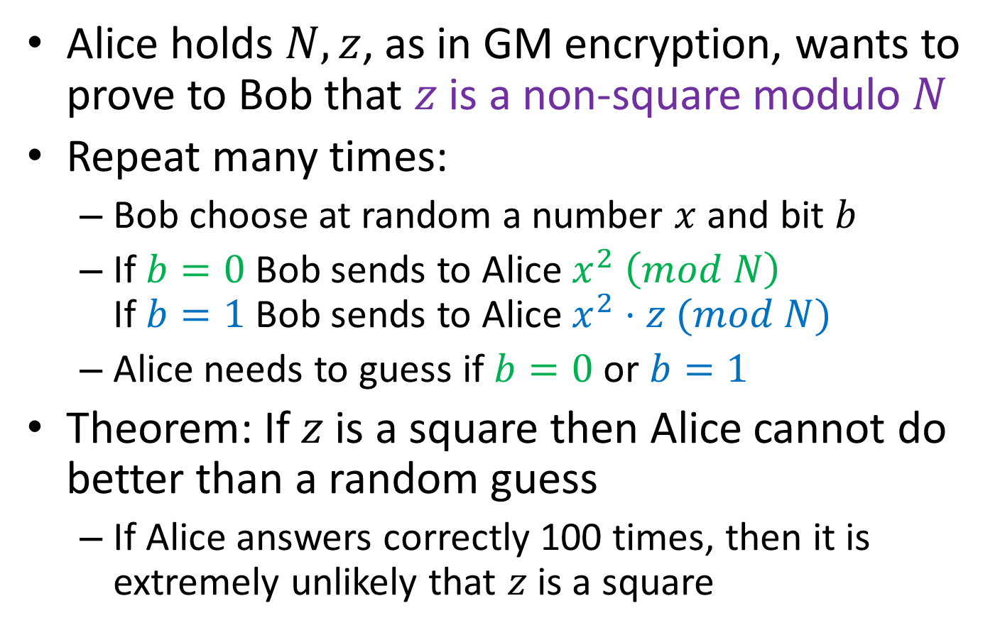 • Alice holds N, z, as in GM encryption, wants to
prove to Bob that z is a non-square modulo N
• Repeat many times:
– Bob choose at random a number x and bit b
– If b = 0 Bob sends to Alice x² (mod N)
If b = 1 Bob sends to Alice x² · z (mod N)
– Alice needs to guess if b = 0 or b = 1
• Theorem: If z is a square then Alice cannot do
better than a random guess
– If Alice answers correctly 100 times, then it is
extremely unlikely that z is a square